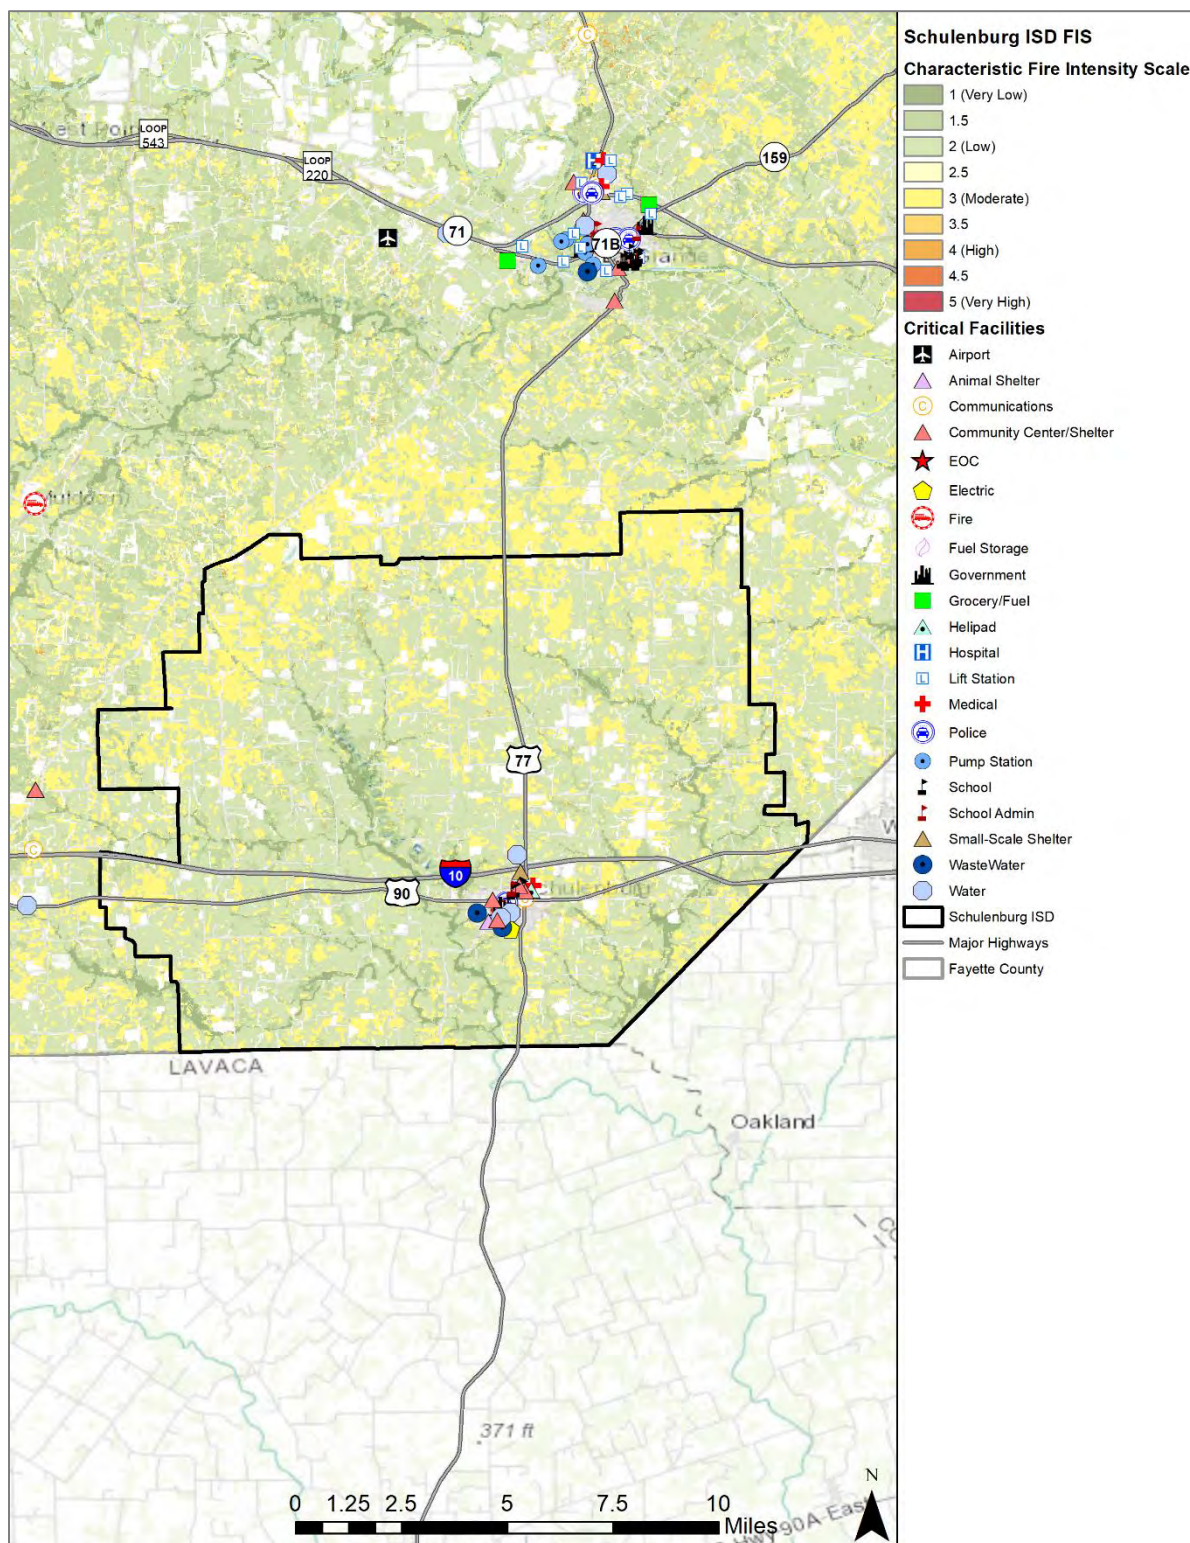 Schulenburg ISD FIS
Characteristic Fire Intensity Scale
1 (Very Low)
1.5
2 (Low)
2.5
3 (Moderate)
3.5
4 (High)
4.5
5 (Very High)
Critical Facilities
Airport
Animal Shelter
C Communications
Community Center/Shelter
EOC
Electric
Fire
Fuel Storage
Government
Grocery/Fuel
Helipad
H Hospital
L Lift Station
Medical
Police
Pump Station
School
School Admin
Small-Scale Shelter
WasteWater
Water
Schulenburg ISD
Major Highways
Fayette County
C
LOOP
543
LOOP
220
159
H
L
L
L
L
L
71
L
L
L
71B
L
L
77
C
10
90
C
LAVACA
Oakland
371 ft
N
0 1.25 2.5 5 7.5 10
Miles
Hwy 90A-East